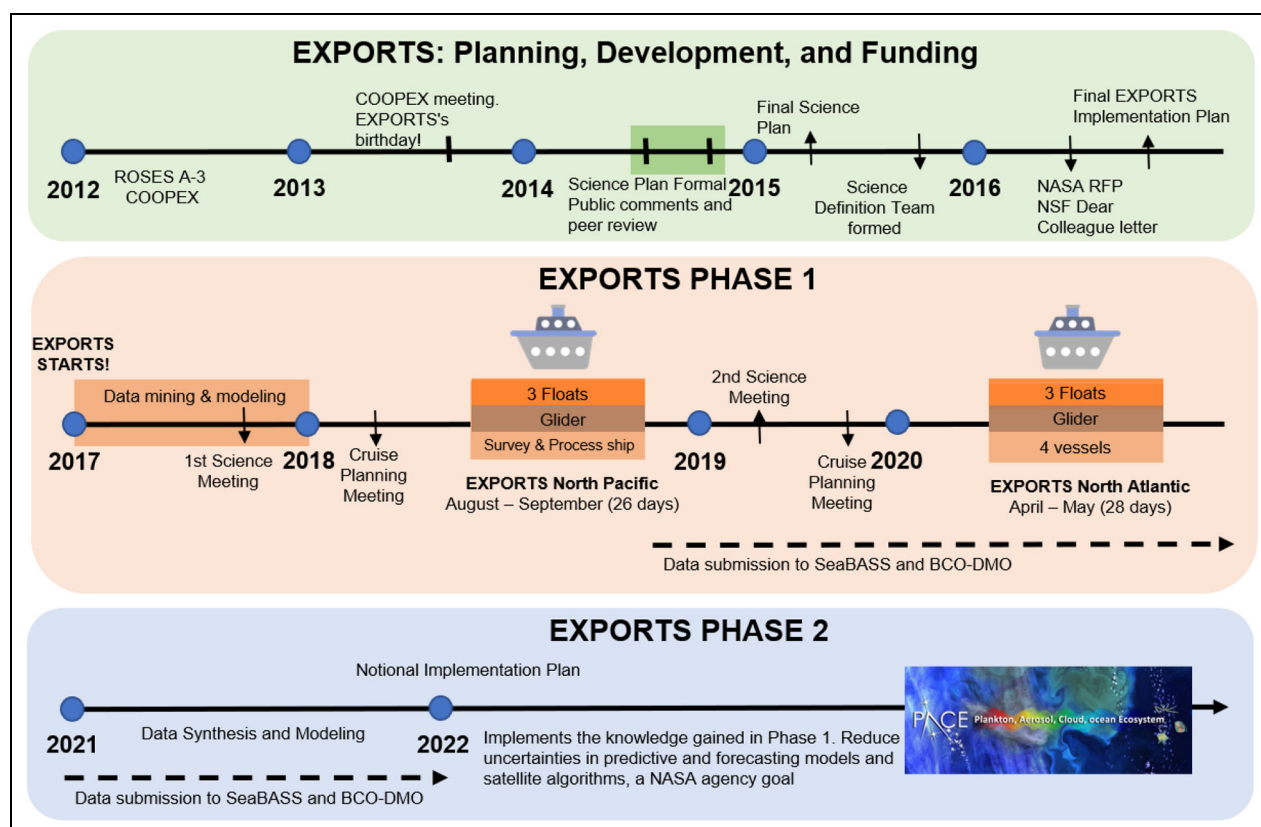 EXPORTS: Planning, Development, and Funding
COOPEX meeting.
EXPORTS's
birthday!
Final Science
Plan
Final EXPORTS
Implementation Plan
2012
ROSES A-3
COOPEX
2013
2014
Science Plan Formal
Public comments and
peer review
2015
Science
Definition Team
formed
2016
NASA RFP
NSF Dear
Colleague letter
EXPORTS PHASE 1
EXPORTS
STARTS!
Data mining & modeling
3 Floats
Glider
Survey & Process ship
2nd Science
Meeting
3 Floats
Glider
4 vessels
2017
1st Science
Meeting
2018
Cruise
Planning
Meeting
EXPORTS North Pacific
August – September (26 days)
2019
Cruise
Planning
Meeting
2020
EXPORTS North Atlantic
April – May (28 days)
Data submission to SeaBASS and BCO-DMO
EXPORTS PHASE 2
Notional Implementation Plan
2021
Data Synthesis and Modeling
2022
Implements the knowledge gained in Phase 1. Reduce
uncertainties in predictive and forecasting models and
satellite algorithms, a NASA agency goal
PACE Plankton, Aerosol, Cloud, ocean Ecosystem
Data submission to SeaBASS and BCO-DMO